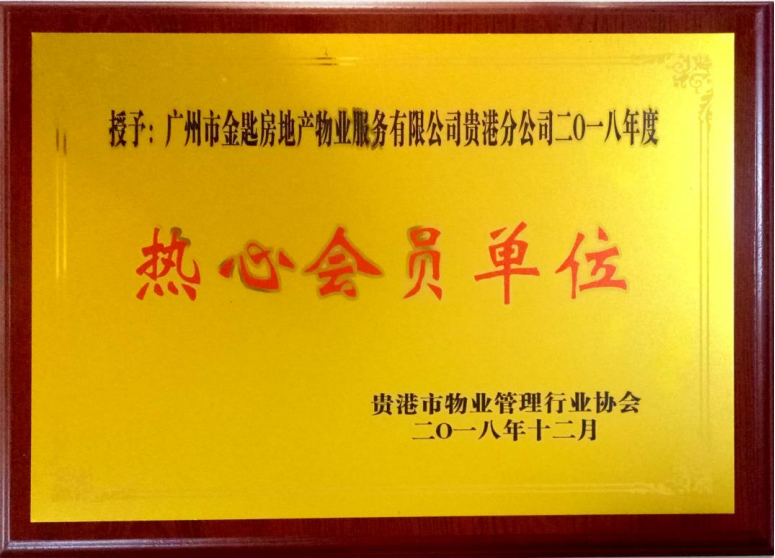 授予：广州市金匙房地产物业服务有限公司贵港分公司二O一八年度
热心会员单位
贵港市物业管理行业协会
二O一八年十二月